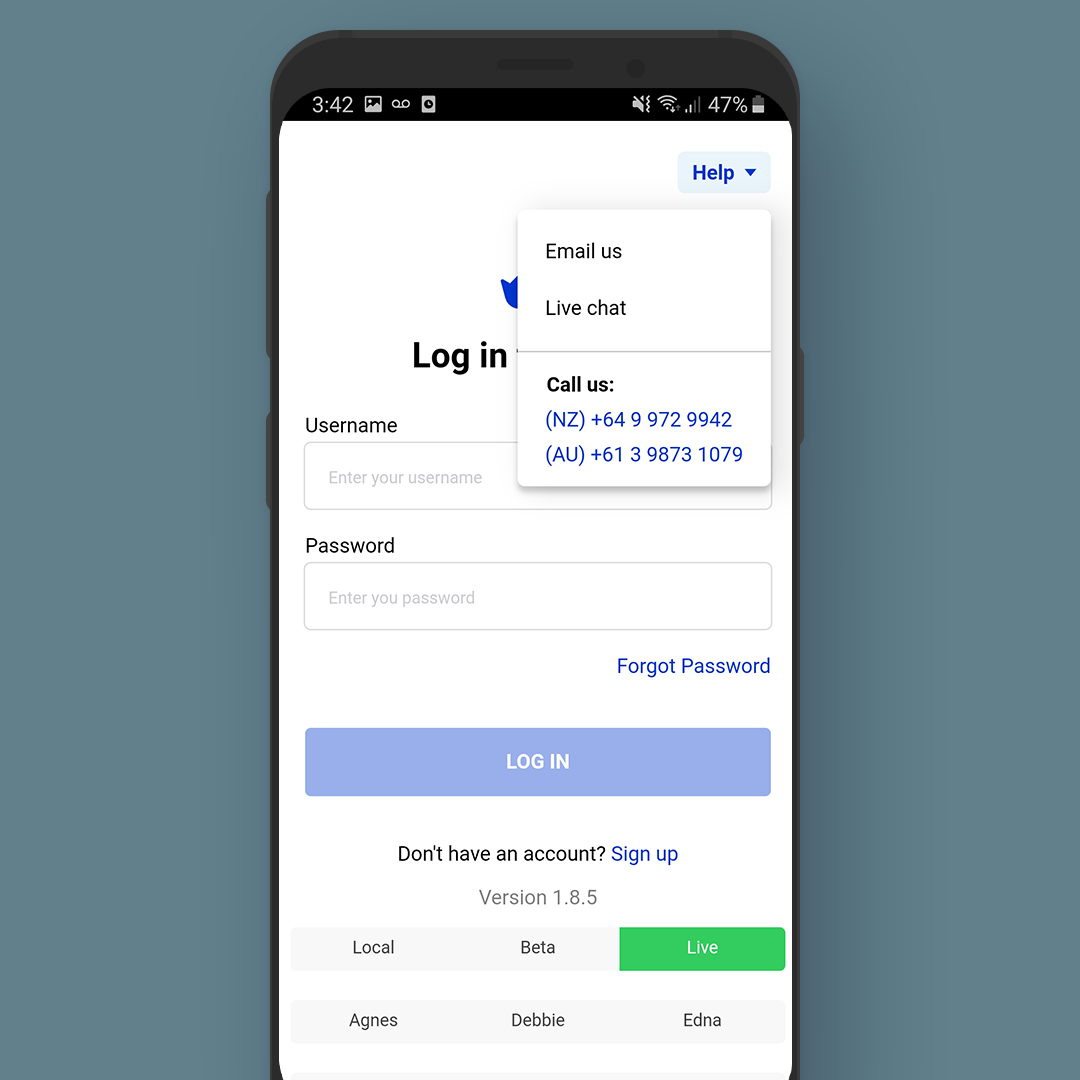 3:42 47%
Help
Email us
Live chat
Log in
Call us:
(NZ) +64 9 972 9942
(AU) +61 3 9873 1079
Username
Enter your username
Password
Enter you password
Forgot Password
LOG IN
Don't have an account? Sign up
Version 1.8.5
Local Beta Live
Agnes Debbie Edna